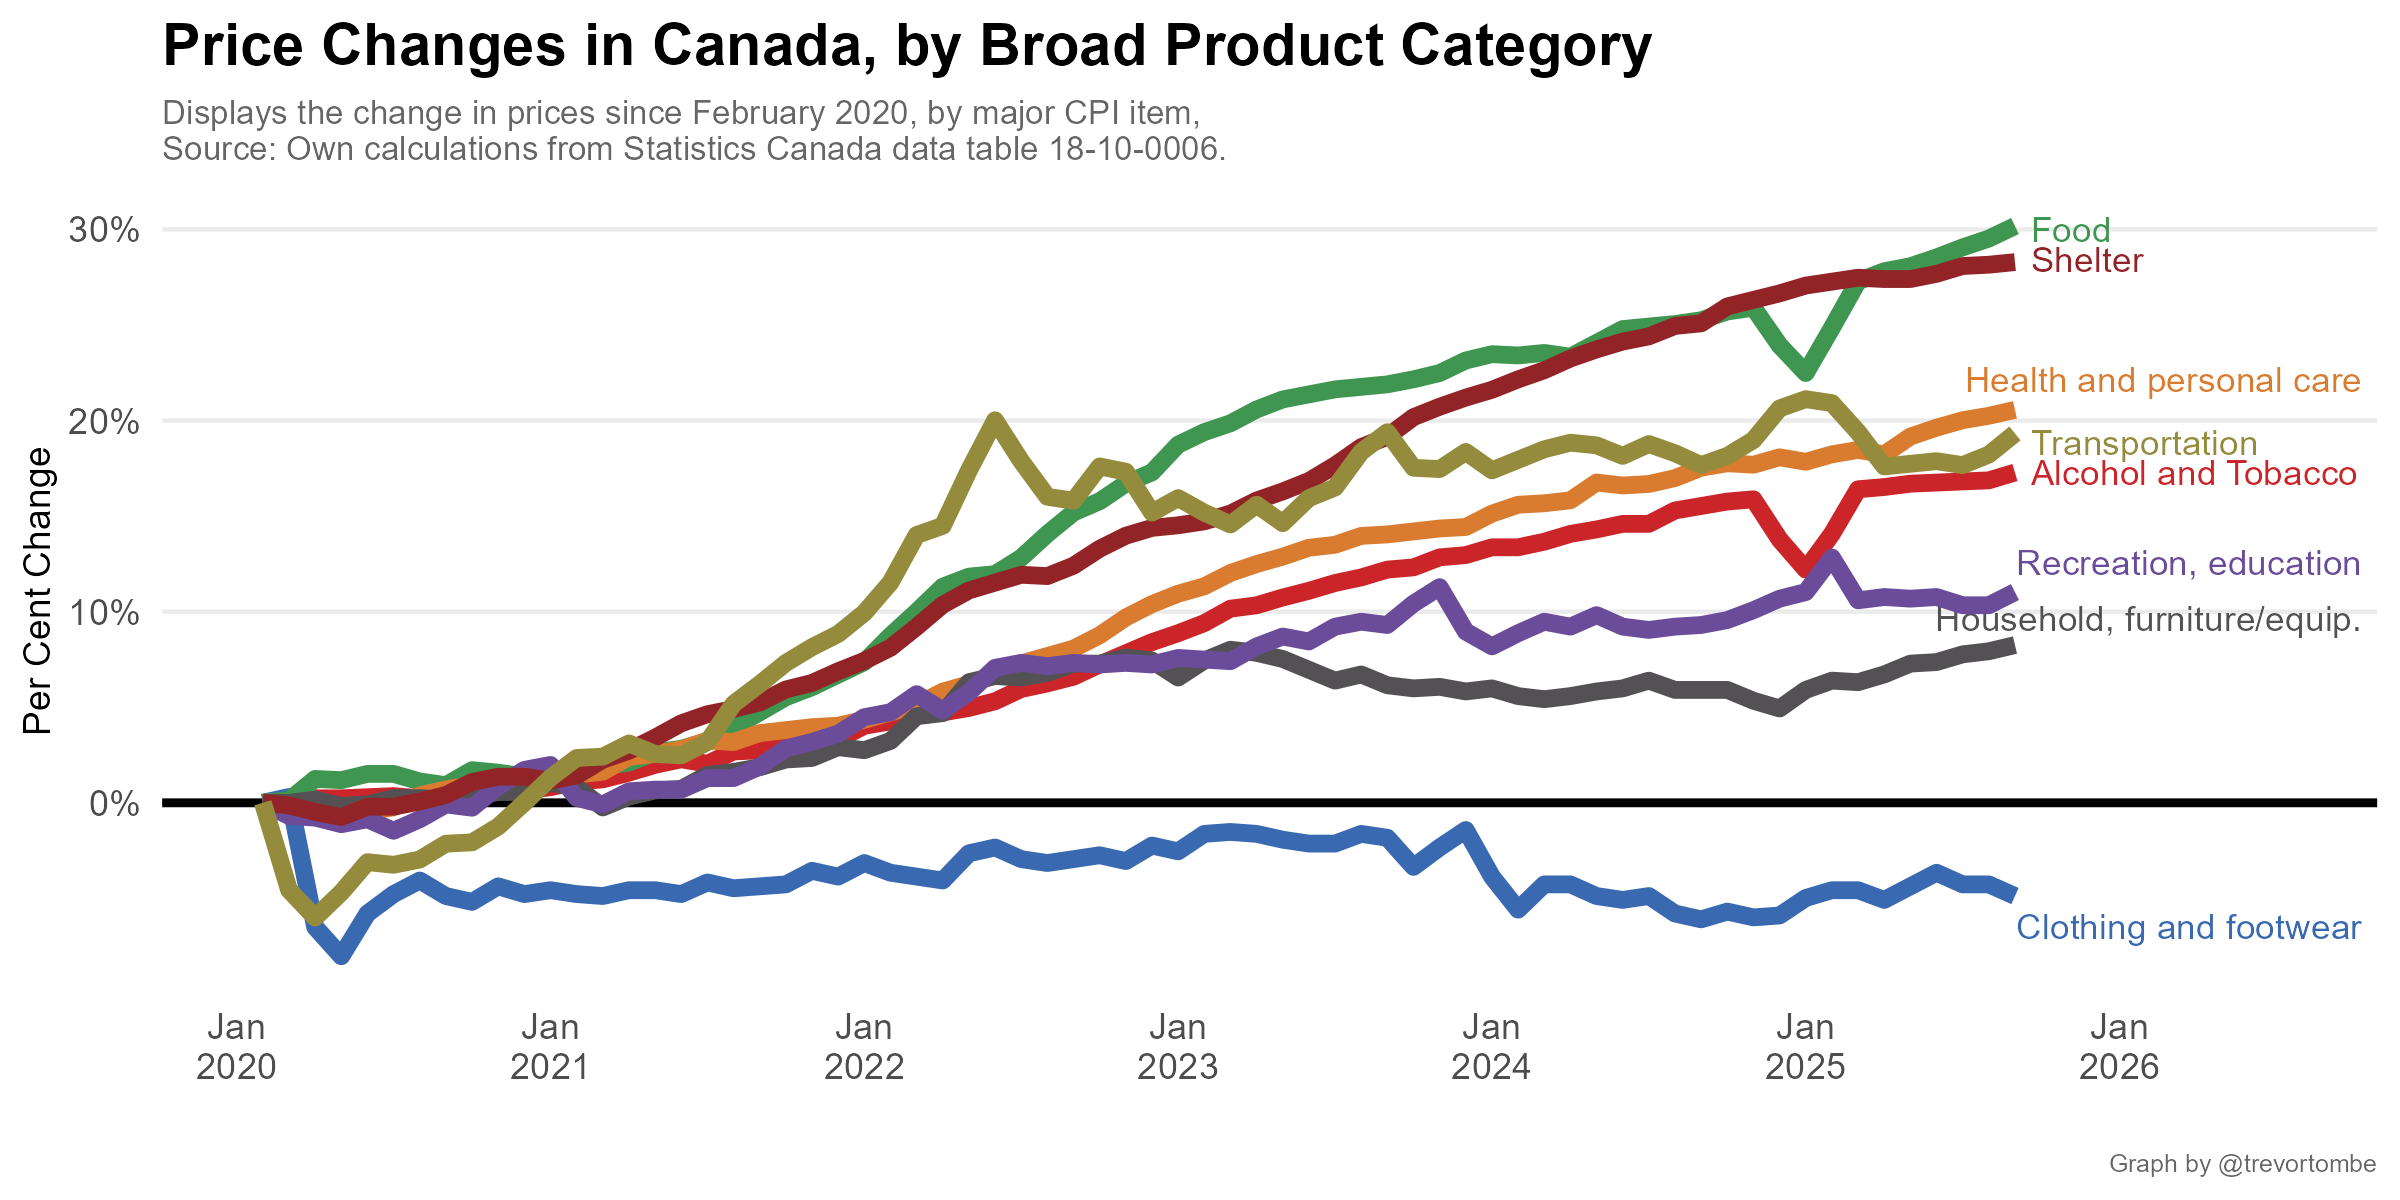 Price Changes in Canada, by Broad Product Category
Displays the change in prices since February 2020, by major CPI item,
Source: Own calculations from Statistics Canada data table 18-10-0006.
Per Cent Change
30%
20%
10%
0%
Food
Shelter
Health and personal care
Transportation
Alcohol and Tobacco
Recreation, education
Household, furniture/equip.
Clothing and footwear
Jan
2020
Jan
2021
Jan
2022
Jan
2023
Jan
2024
Jan
2025
Jan
2026
Graph by @trevortombe